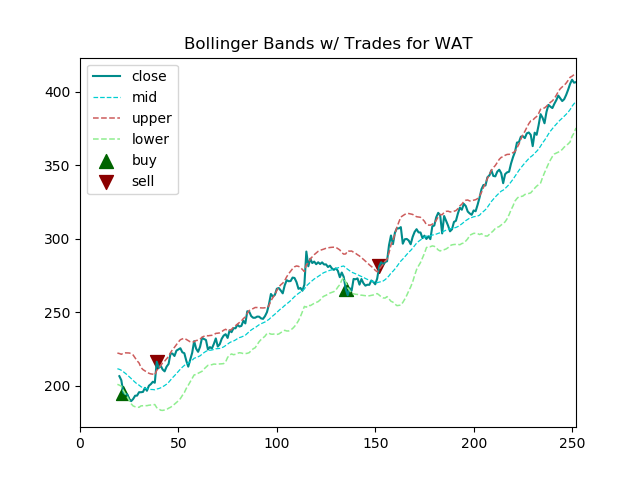 Bollinger Bands w/ Trades for WAT
close
mid
upper
lower
buy
sell
400
350
300
250
200
0 50 100 150 200 250